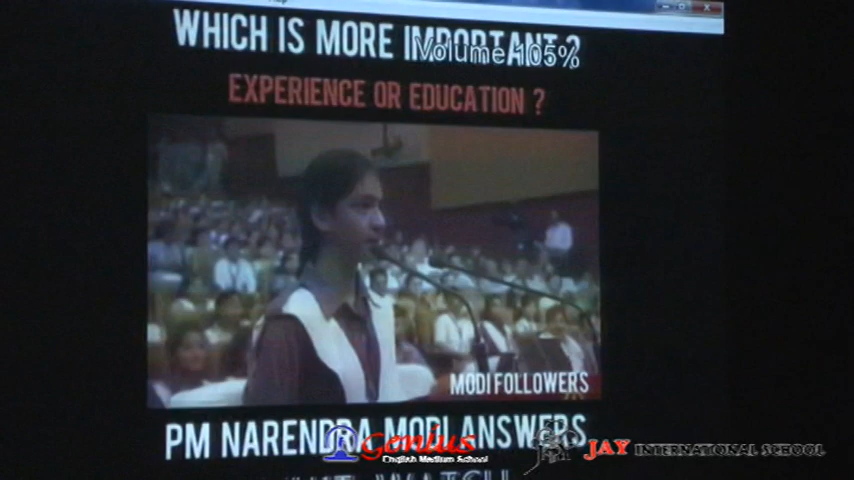 WHICH IS MORE IMPORTANT ?
Volume 105%
EXPERIENCE OR EDUCATION ?
MODI FOLLOWERS
PM NARENDRA MODI ANSWERS
Genius
English Medium School
JAY INTERNATIONAL SCHOOL
WATCH